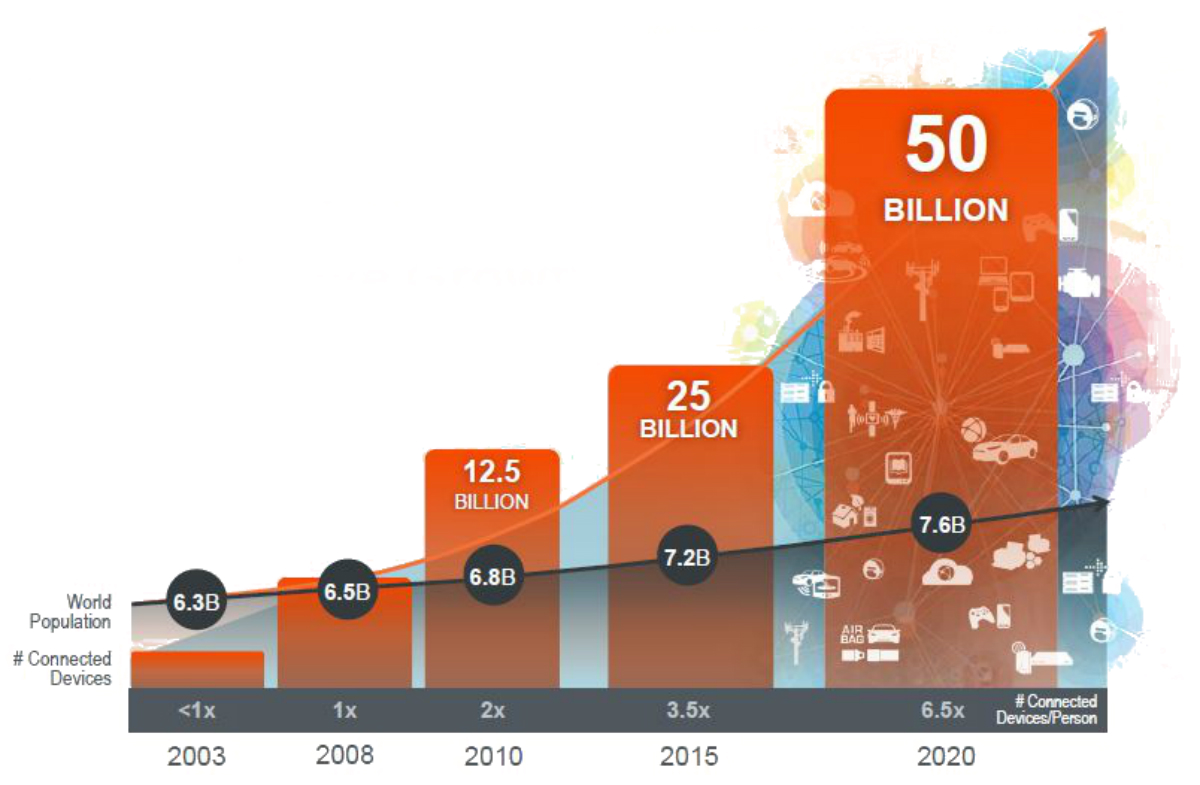 50
BILLION
25
BILLION
12.5
BILLION
6.3B
6.5B
6.8B
7.2B
7.6B
World
Population
# Connected
Devices
AIR
BAG
<1x
1x
2x
3.5x
6.5x
# Connected
Devices/Person
2003
2008
2010
2015
2020